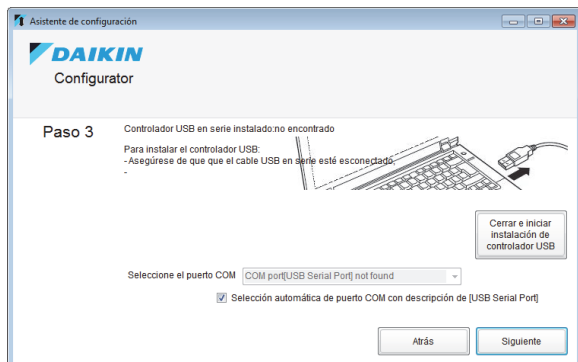 Asistente de configuración
DAIKIN
Configurator
Paso 3
Controlador USB en serie instalado:no encontrado
Para instalar el controlador USB:
- Asegúrese de que que el cable USB en serie esté esconectado,
-
Cerrar e iniciar
instalación de
controlador USB
Seleccione el puerto COM
COM port[USB Serial Port] not found
Selección automática de puerto COM con descripción de [USB Serial Port]
Atrás
Siguiente